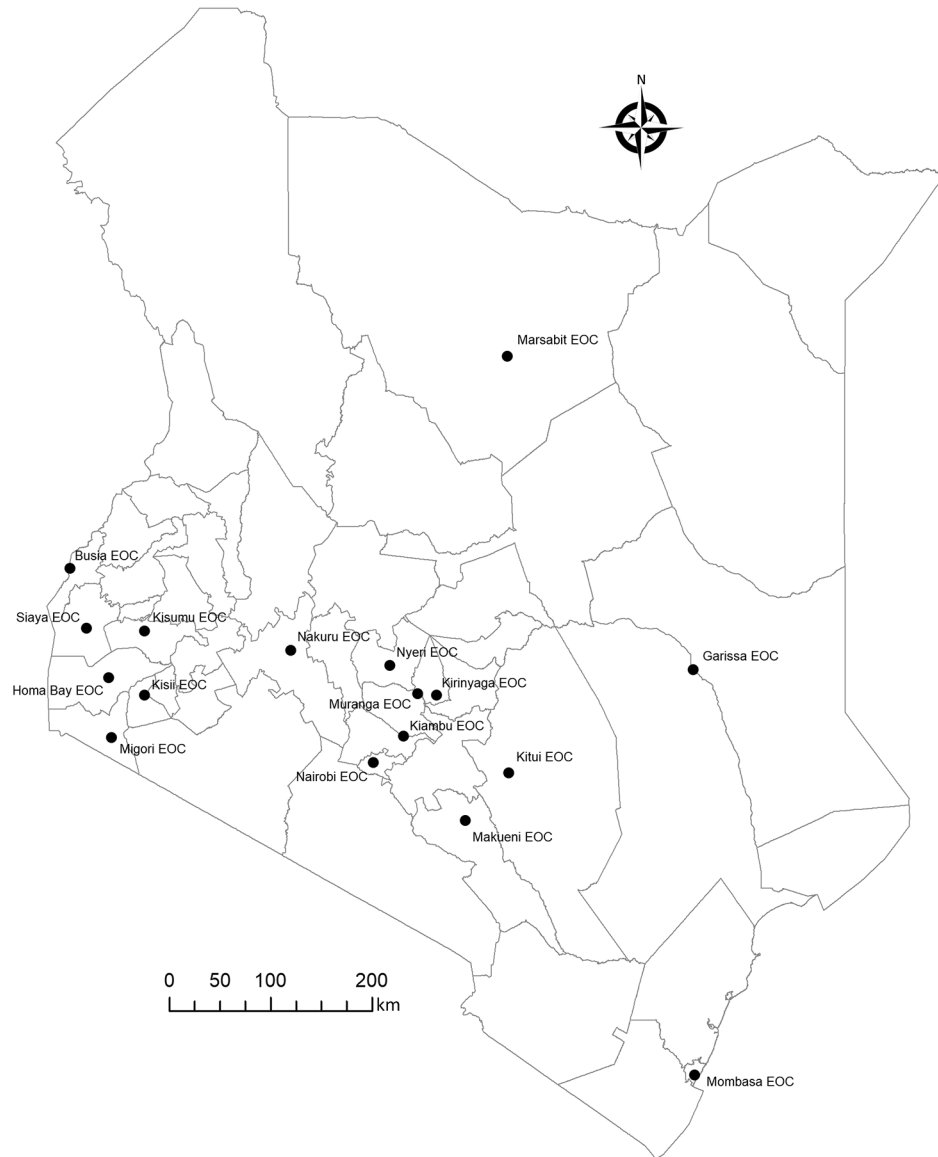 N
Marsabit EOC
Busia EOC
Siaya EOC
Kisumu EOC
Nakuru EOC
Nyeri EOC
Garissa EOC
Homa Bay EOC
Kisii EOC
Kirinyaga EOC
Muranga EOC
Kiambu EOC
Migori EOC
Kitui EOC
Nairobi EOC
Makueni EOC
0 50 100 200
km
Mombasa EOC